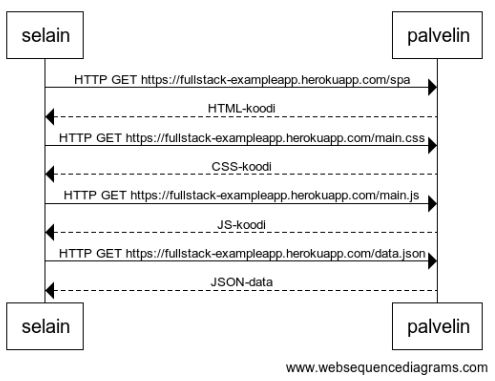 selain palvelin
HTTP GET https://fullstack-exampleapp.herokuapp.com/spa
HTML-koodi
HTTP GET https://fullstack-exampleapp.herokuapp.com/main.css
CSS-koodi
HTTP GET https://fullstack-exampleapp.herokuapp.com/main.js
JS-koodi
HTTP GET https://fullstack-exampleapp.herokuapp.com/data.json
JSON-data
selain palvelin
www.websequencediagrams.com